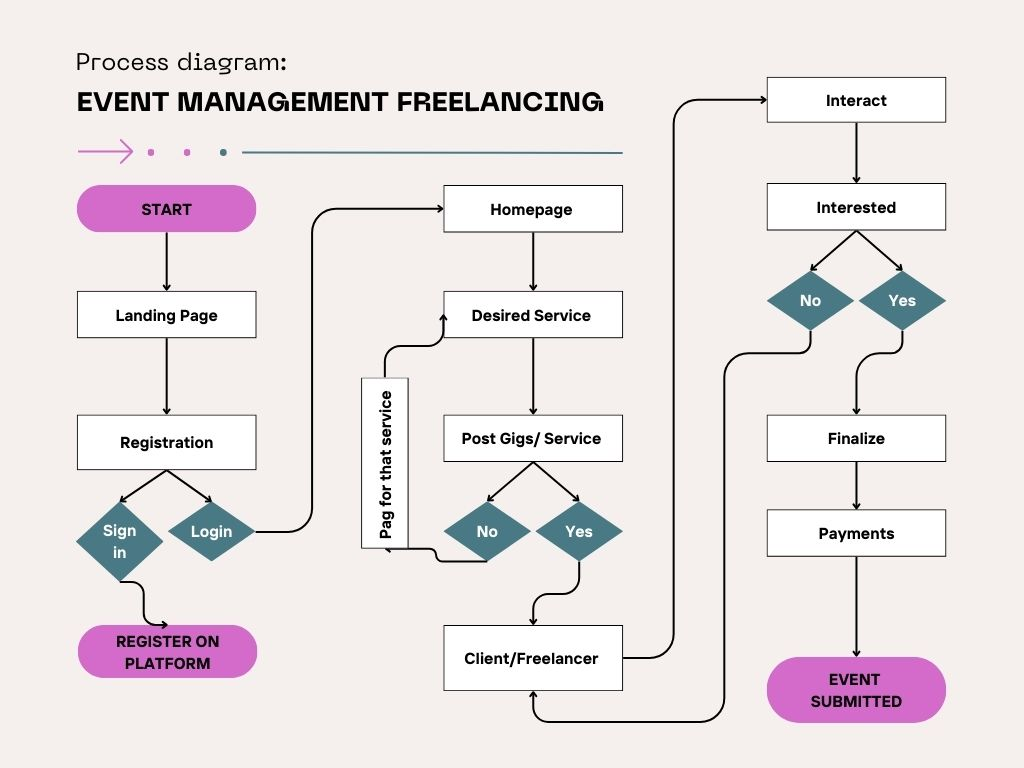 Process diagram:
EVENT MANAGEMENT FREELANCING
START
Landing Page
Registration
Sign
in
Login
REGISTER ON
PLATFORM
Homepage
Desired Service
Pag for that service
Post Gigs/ Service
No
Yes
Client/Freelancer
Interact
Interested
No
Yes
Finalize
Payments
EVENT
SUBMITTED